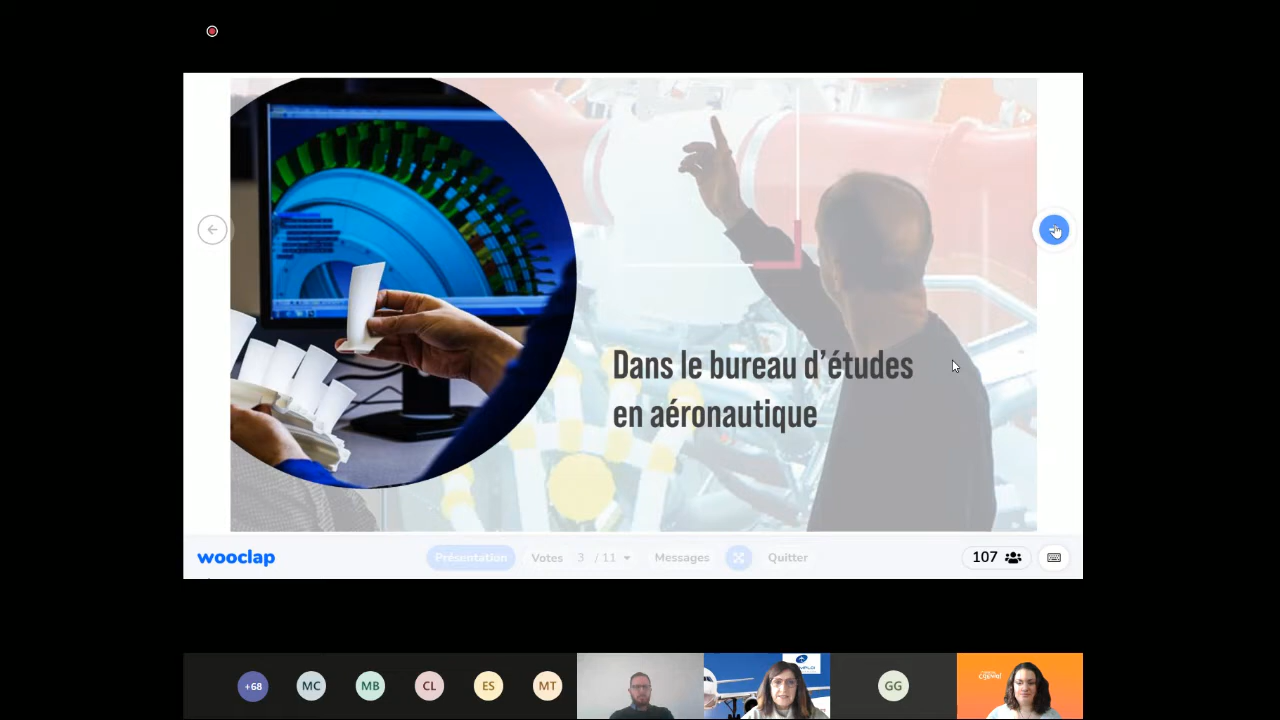 Dans le bureau d’études
en aéronautique
wooclap
Présentation
Votes 3 / 11
Messages
Quitter
107
+68
MC
MB
CL
ES
MT
GG